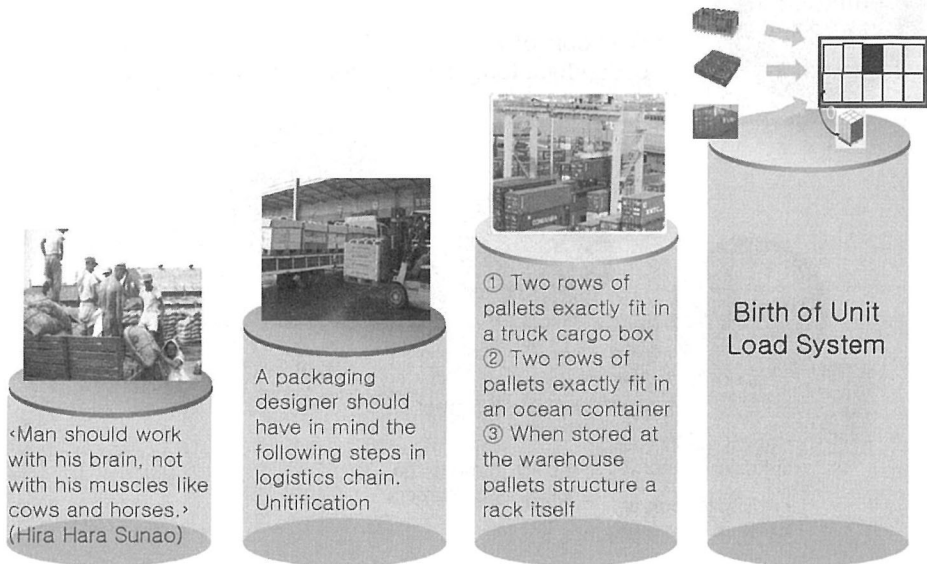 ‹Man should work
with his brain, not
with his muscles like
cows and horses.›
(Hira Hara Sunao)
A packaging
designer should
have in mind the
following steps in
logistics chain.
Unitification
① Two rows of
pallets exactly fit in
a truck cargo box
② Two rows of
pallets exactly fit in
an ocean container
③ When stored at
the warehouse
pallets structure a
rack itself
Birth of Unit
Load System